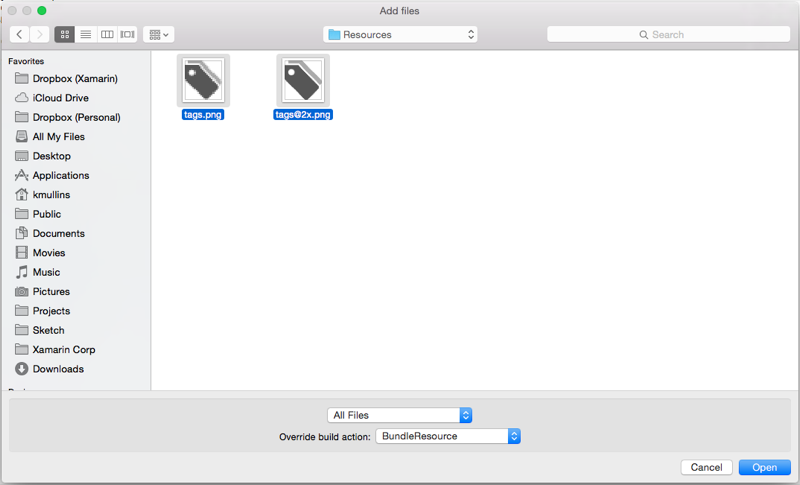 Add files
Resources
Search
Favorites
Dropbox (Xamarin)
iCloud Drive
Dropbox (Personal)
All My Files
Desktop
Applications
kmullins
Public
Documents
Movies
Music
Pictures
Projects
Sketch
Xamarin Corp
Downloads
tags.png
tags@2x.png
All Files
Override build action: BundleResource
Cancel
Open